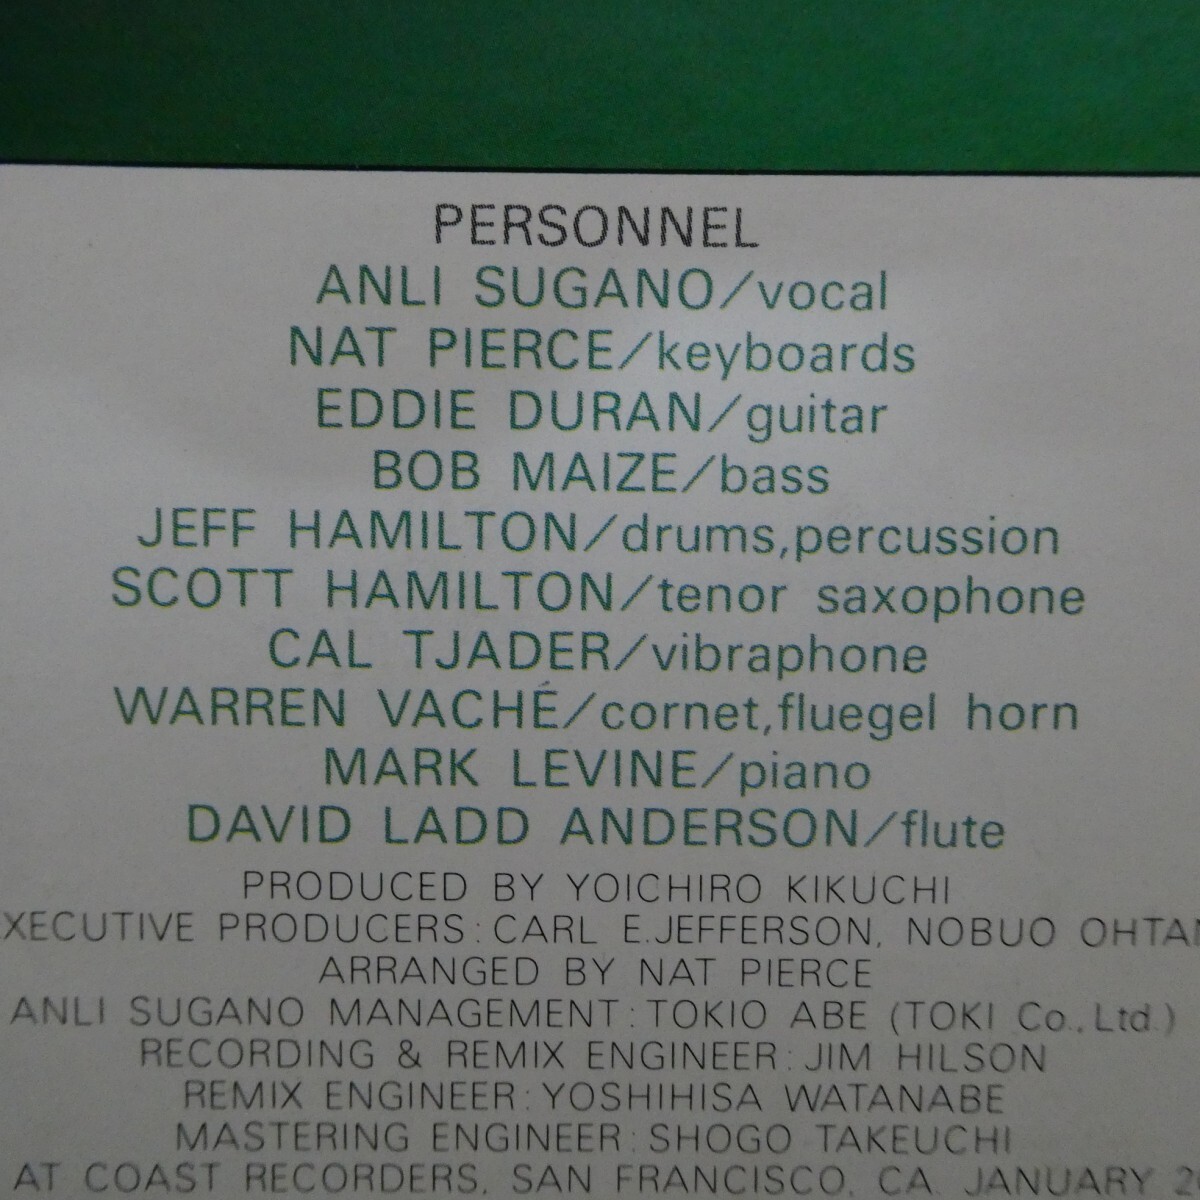 PERSONNEL
ANLI SUGANO/vocal
NAT PIERCE/keyboards
EDDIE DURAN/guitar
BOB MAIZE/bass
JEFF HAMILTON/drums,percussion
SCOTT HAMILTON/tenor saxophone
CAL TJADER/vibraphone
WARREN VACHÉ/cornet,fluegel horn
MARK LEVINE/piano
DAVID LADD ANDERSON/flute
PRODUCED BY YOICHIRO KIKUCHI
XECUTIVE PRODUCERS:CARL E.JEFFERSON, NOBUO OHTA
ARRANGED BY NAT PIERCE
ANLI SUGANO MANAGEMENT:TOKIO ABE (TOKI Co.,Ltd.)
RECORDING & REMIX ENGINEER:JIM HILSON
REMIX ENGINEER:YOSHIHISA WATANABE
MASTERING ENGINEER:SHOGO TAKEUCHI
AT COAST RECORDERS, SAN FRANCISCO, CA, JANUARY 2